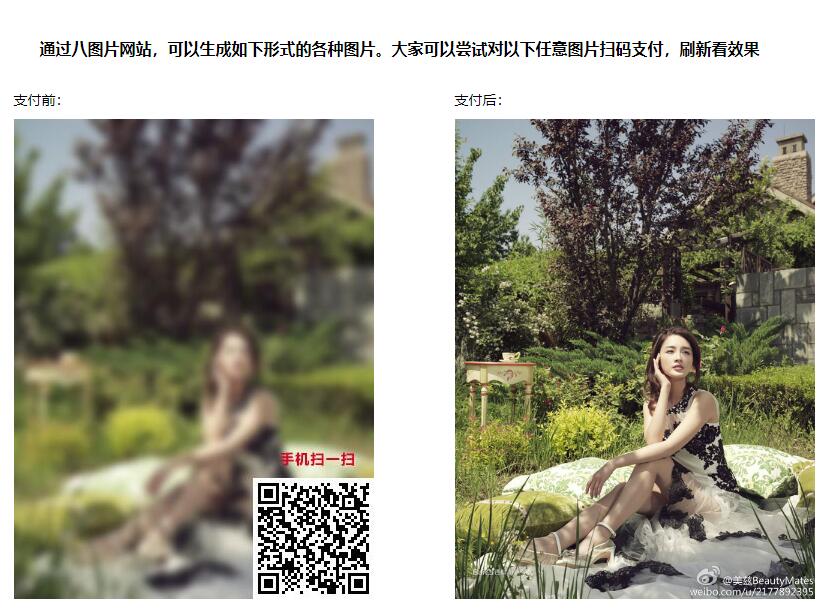 通过八图片网站，可以生成如下形式的各种图片。大家可以尝试对以下任意图片扫码支付，刷新看效果
支付前：
支付后：
手机扫一扫
@美兹BeautyMates
weibo.com/u/2177892395